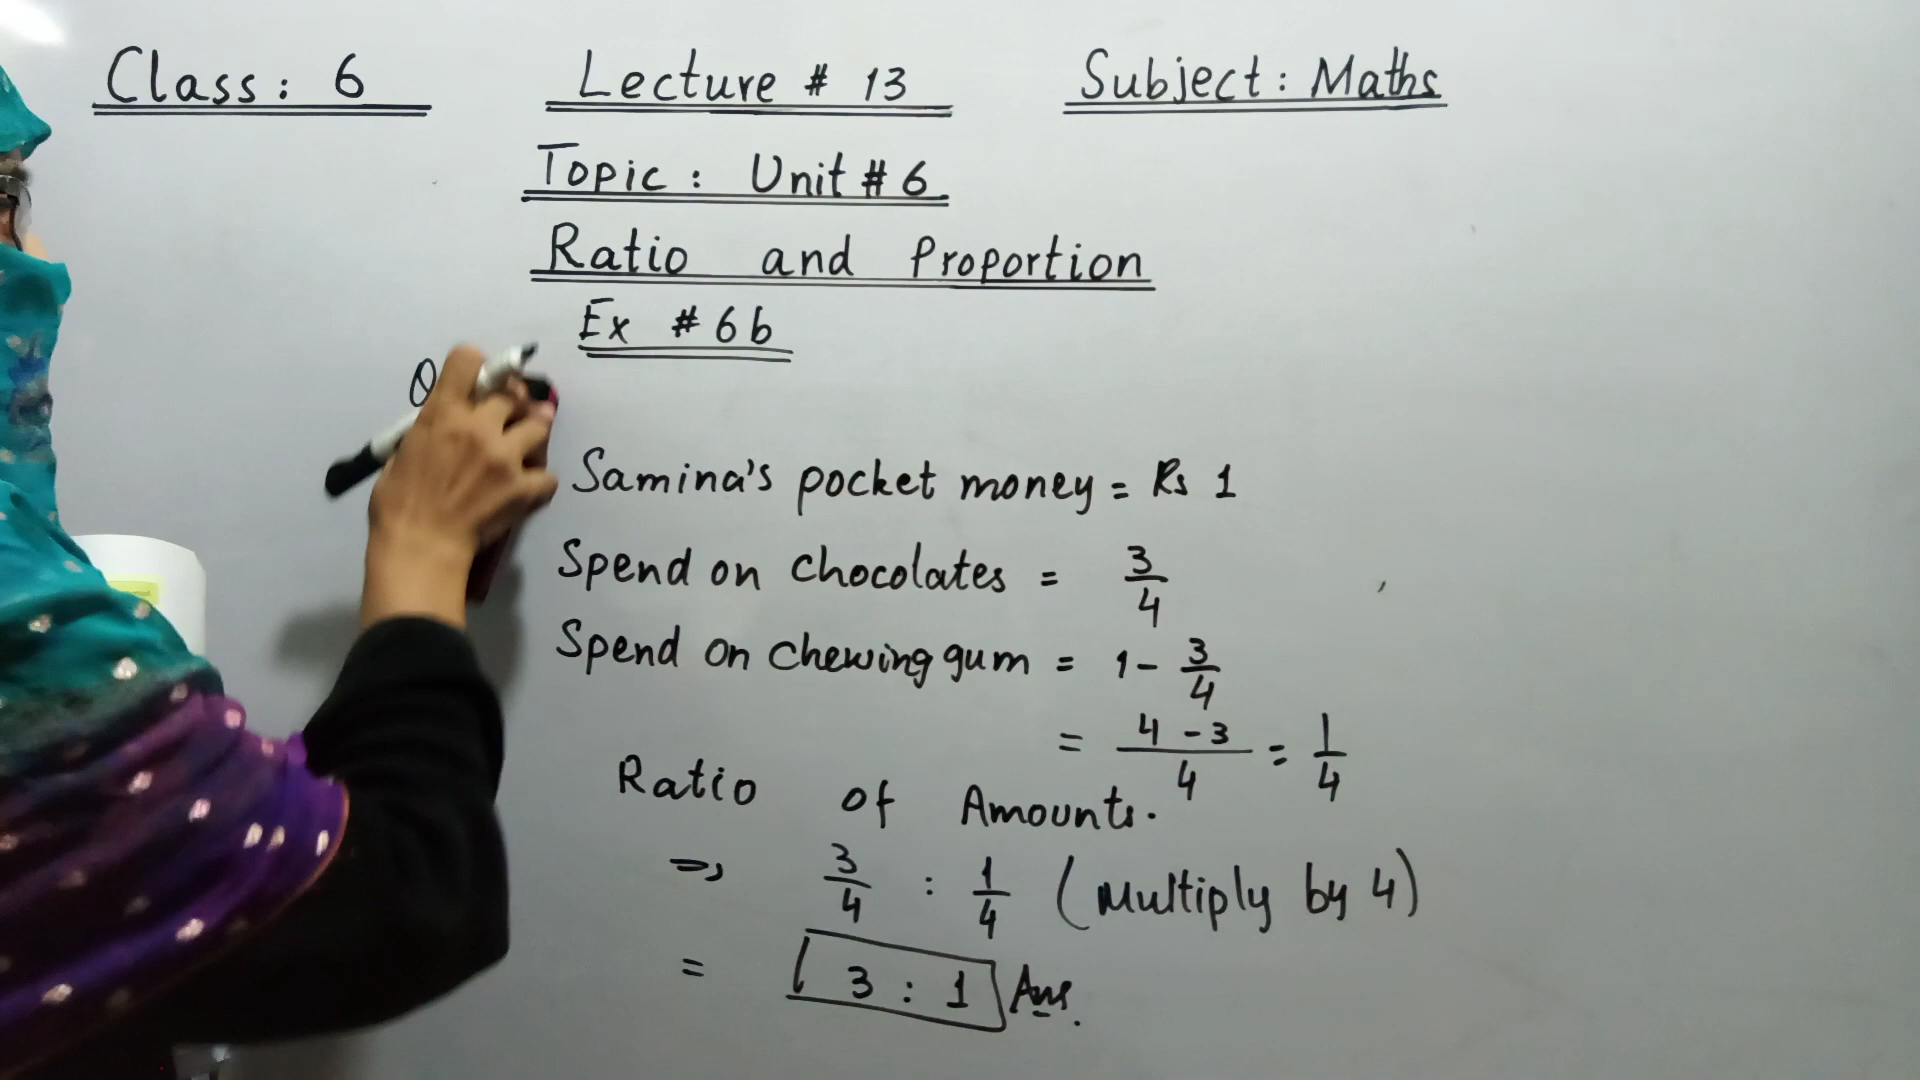 Class: 6 Lecture # 13 Subject: Maths
Topic: Unit # 6
Ratio and Proportion
Ex # 6b
Q
Samina's pocket money = Rs 1
Spend on chocolates = 3/4
Spend on chewing gum = 1 - 3/4
= 4 - 3/4 = 1/4
Ratio of Amounts.
⇒ 3/4 : 1/4 (Multiply by 4)
= 3 : 1 Ans.